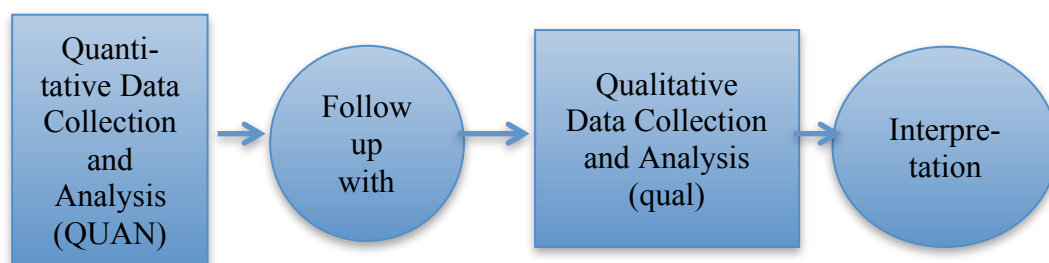 Quanti-
tative Data
Collection
and
Analysis
(QUAN)
Follow
up
with
Qualitative
Data Collection
and Analysis
(qual)
Interpre-
tation